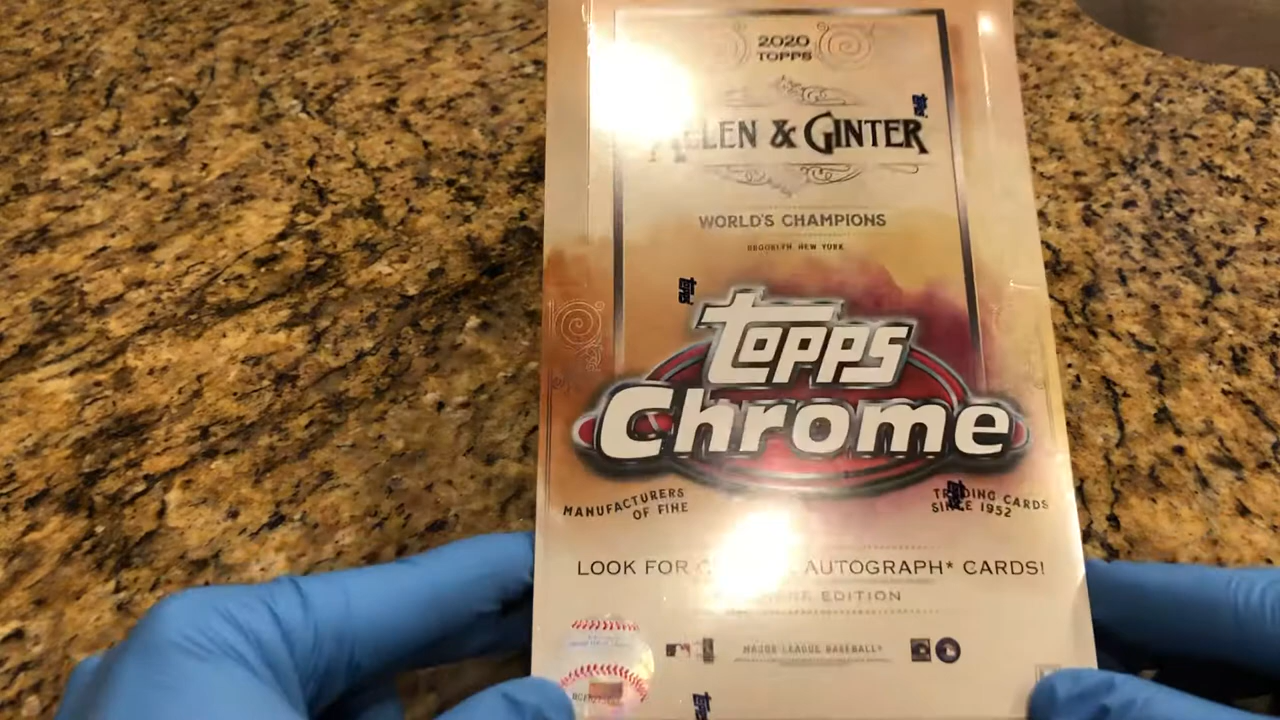 2020
TOPPS
ALLEN & GINTER
WORLD'S CHAMPIONS
BROOKLYN NEW YORK
topps
Chrome
MANUFACTURERS
OF FINE
TRADING CARDS
SINCE 1952
LOOK FOR AUTOGRAPH* CARDS!
EDITION
MAJOR LEAGUE BASEBALL